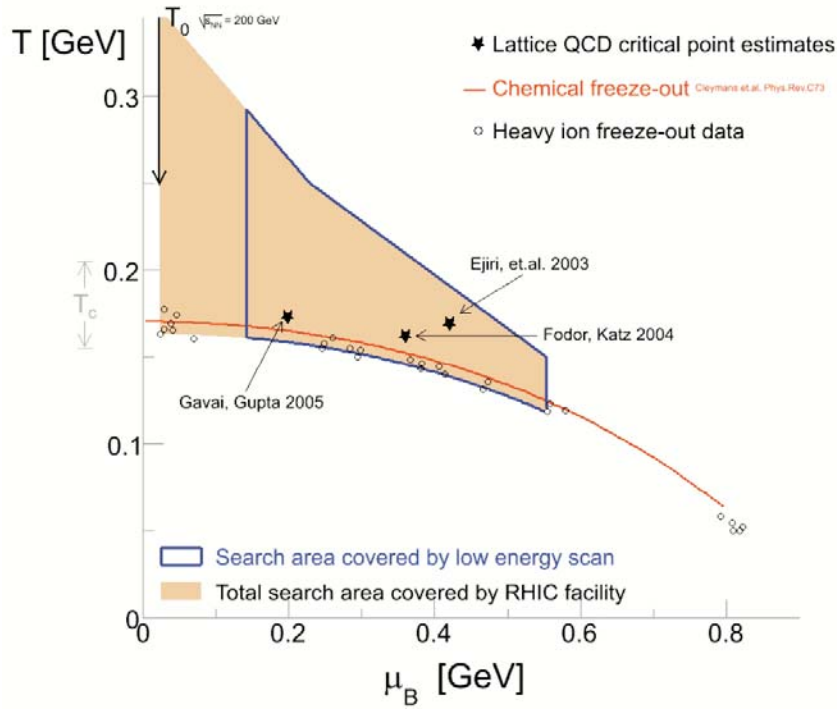 T₀ √sNN = 200 GeV
T [GeV]
Lattice QCD critical point estimates
Chemical freeze-out Cleymans et.al. Phys.Rev.C73
Heavy ion freeze-out data
0.3
0.2
Tc
0.1
0
Ejiri, et.al. 2003
Fodor, Katz 2004
Gavai, Gupta 2005
Search area covered by low energy scan
Total search area covered by RHIC facility
0 0.2 0.4 0.6 0.8
μB [GeV]